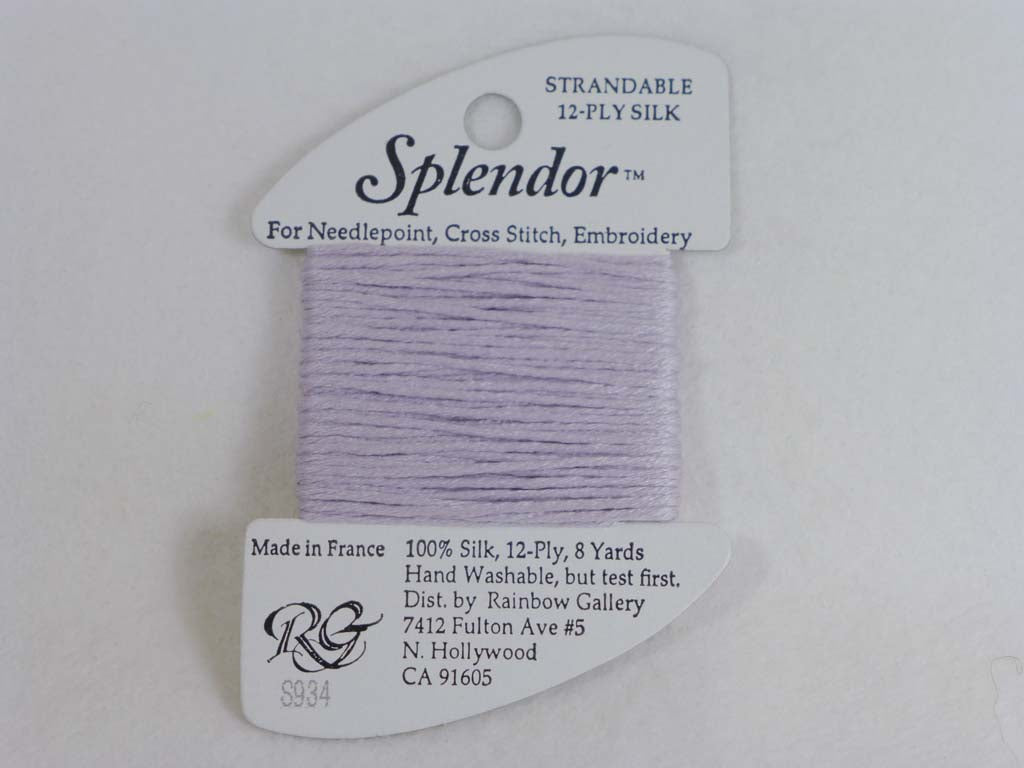 STRANDABLE
12-PLY SILK
Splendor™
For Needlepoint, Cross Stitch, Embroidery
Made in France
100% Silk, 12-Ply, 8 Yards
Hand Washable, but test first.
Dist. by Rainbow Gallery
7412 Fulton Ave #5
N. Hollywood
CA 91605
RG
S934